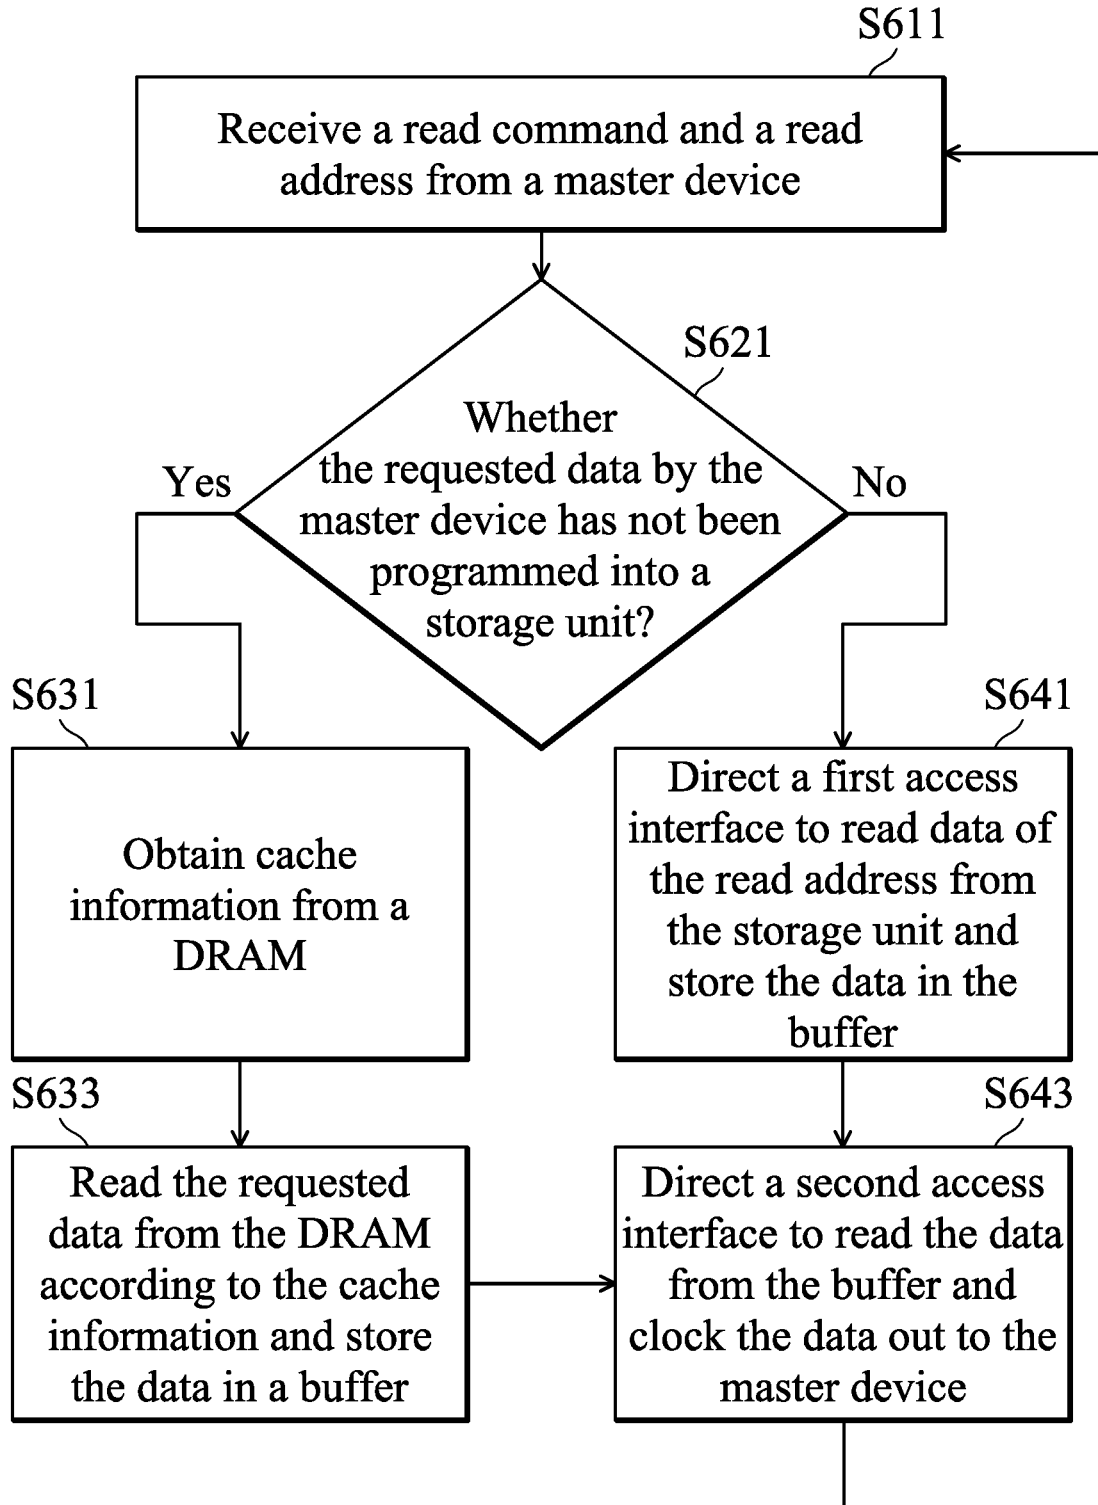 S611
Receive a read command and a read
address from a master device
S621
Whether
the requested data by the
master device has not been
programmed into a
storage unit?
Yes
No
S631
Obtain cache
information from a
DRAM
S641
Direct a first access
interface to read data of
the read address from
the storage unit and
store the data in the
buffer
S633
Read the requested
data from the DRAM
according to the cache
information and store
the data in a buffer
S643
Direct a second access
interface to read the data
from the buffer and
clock the data out to the
master device